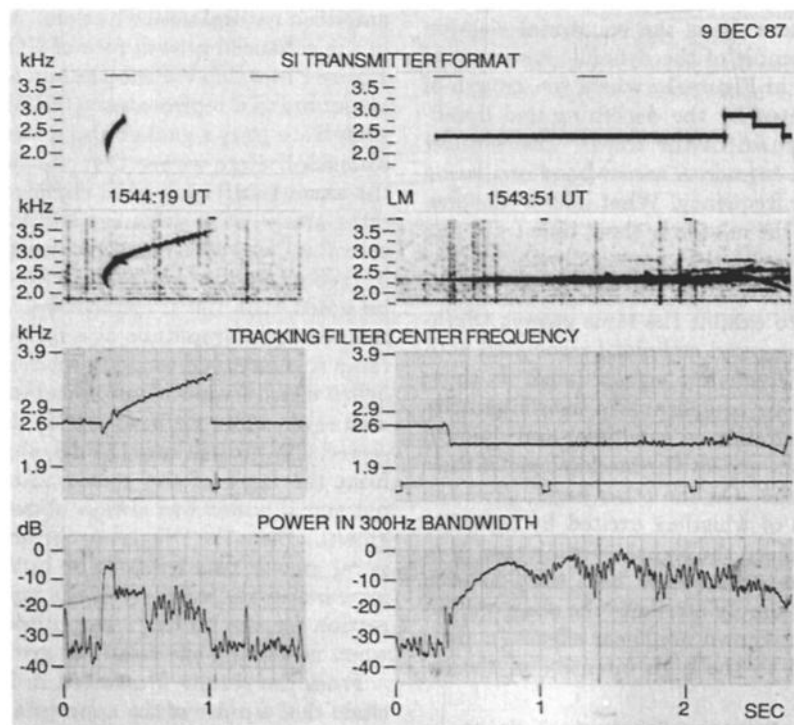 9 DEC 87
kHz SI TRANSMITTER FORMAT
3.5 3.5
3.0 3.0
2.5 2.5
2.0 2.0
kHz 1544:19 UT LM 1543:51 UT
3.5 3.5
3.0 3.0
2.5 2.5
2.0 2.0
kHz TRACKING FILTER CENTER FREQUENCY
3.9 3.9
2.9 2.9
2.6 2.6
1.9 1.9
dB POWER IN 300Hz BANDWIDTH
0 0
-10 -10
-20 -20
-30 -30
-40 -40
0 1 0 1 2 SEC